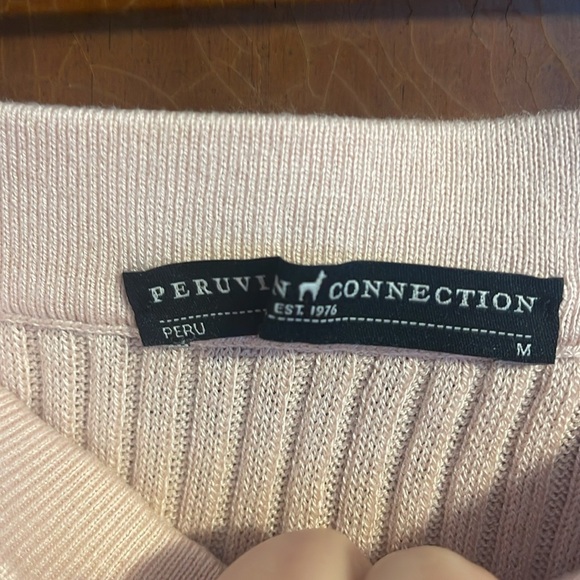 PERUVI N CONNECTION
EST. 1976
PERU M